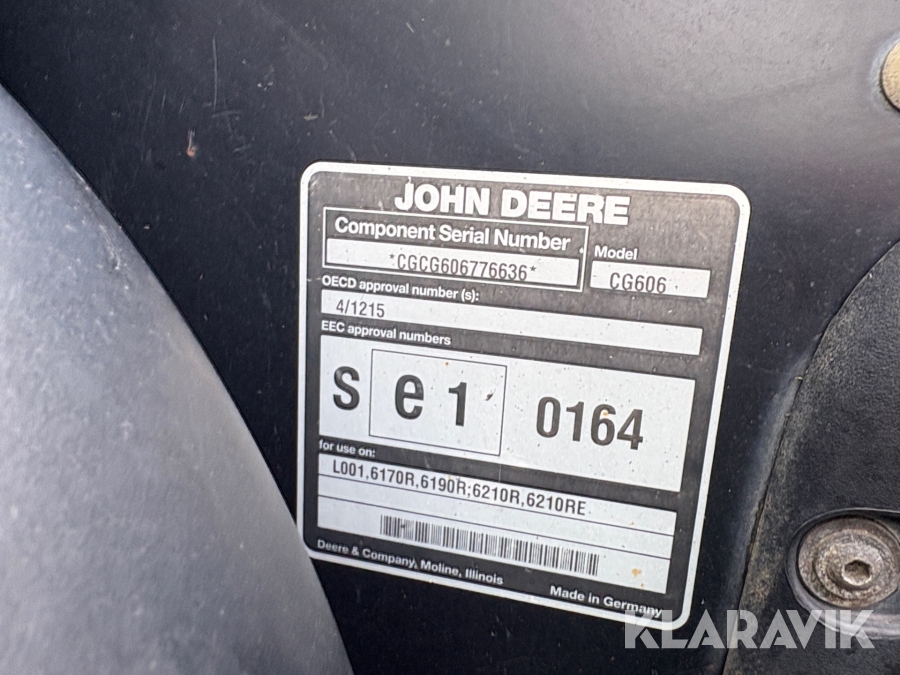 JOHN DEERE
Component Serial Number
*CGCG606776636*
Model
CG606
OECD approval number (s):
4/1215
EEC approval numbers
S e 1 0164
for use on:
L001,6170R,6190R;6210R,6210RE
Deere & Company, Moline, Illinois
Made in Germany
KLARAVIK